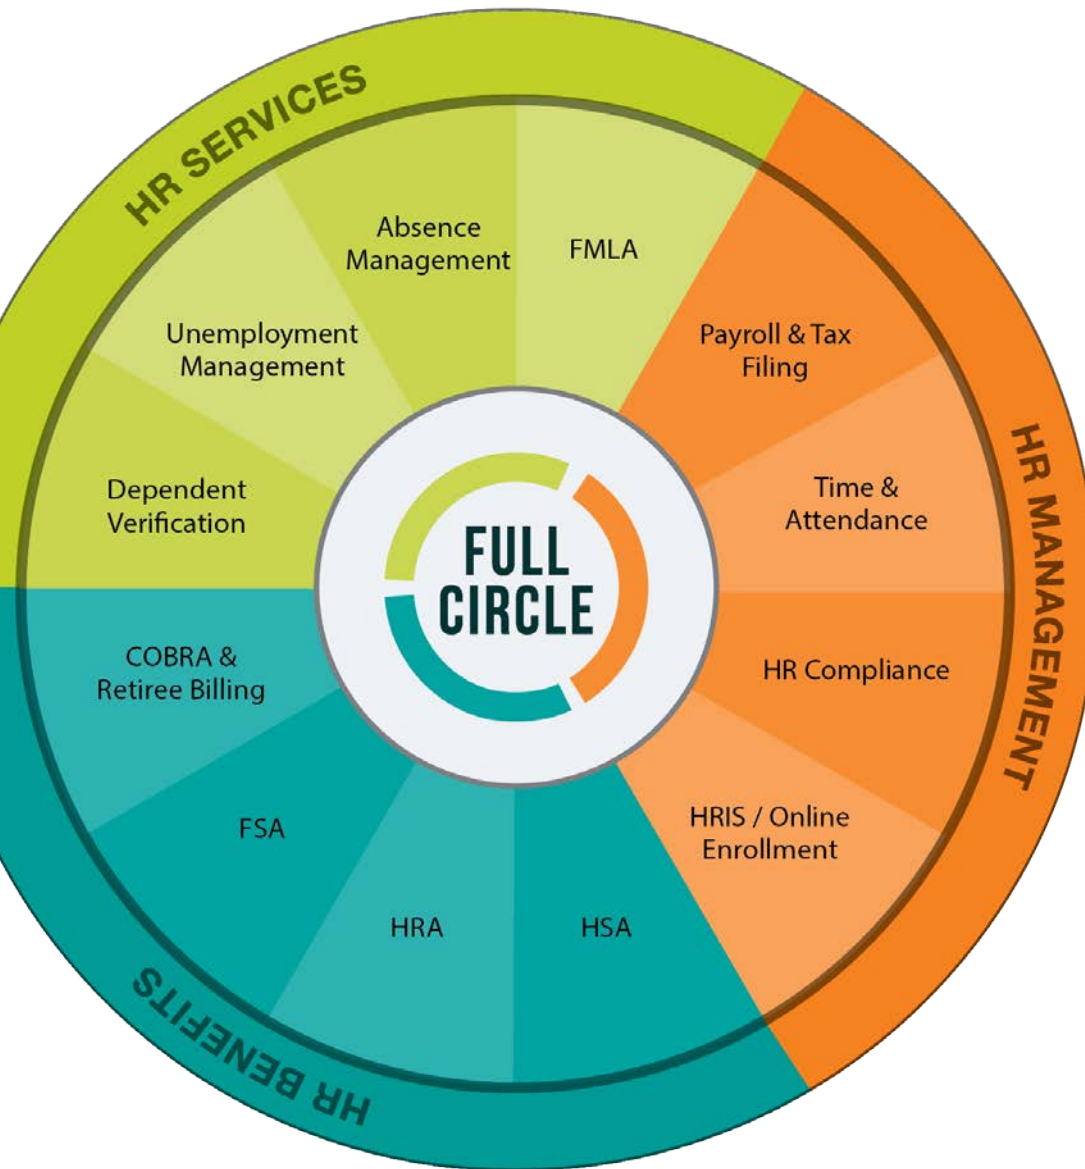 HR SERVICES
Absence
Management
FMLA
Unemployment
Management
Payroll & Tax
Filing
Dependent
Verification
Time &
Attendance
HR MANAGEMENT
FULL
CIRCLE
COBRA &
Retiree Billing
HR Compliance
FSA
HRIS / Online
Enrollment
HRA
HSA
HR BENEFITS